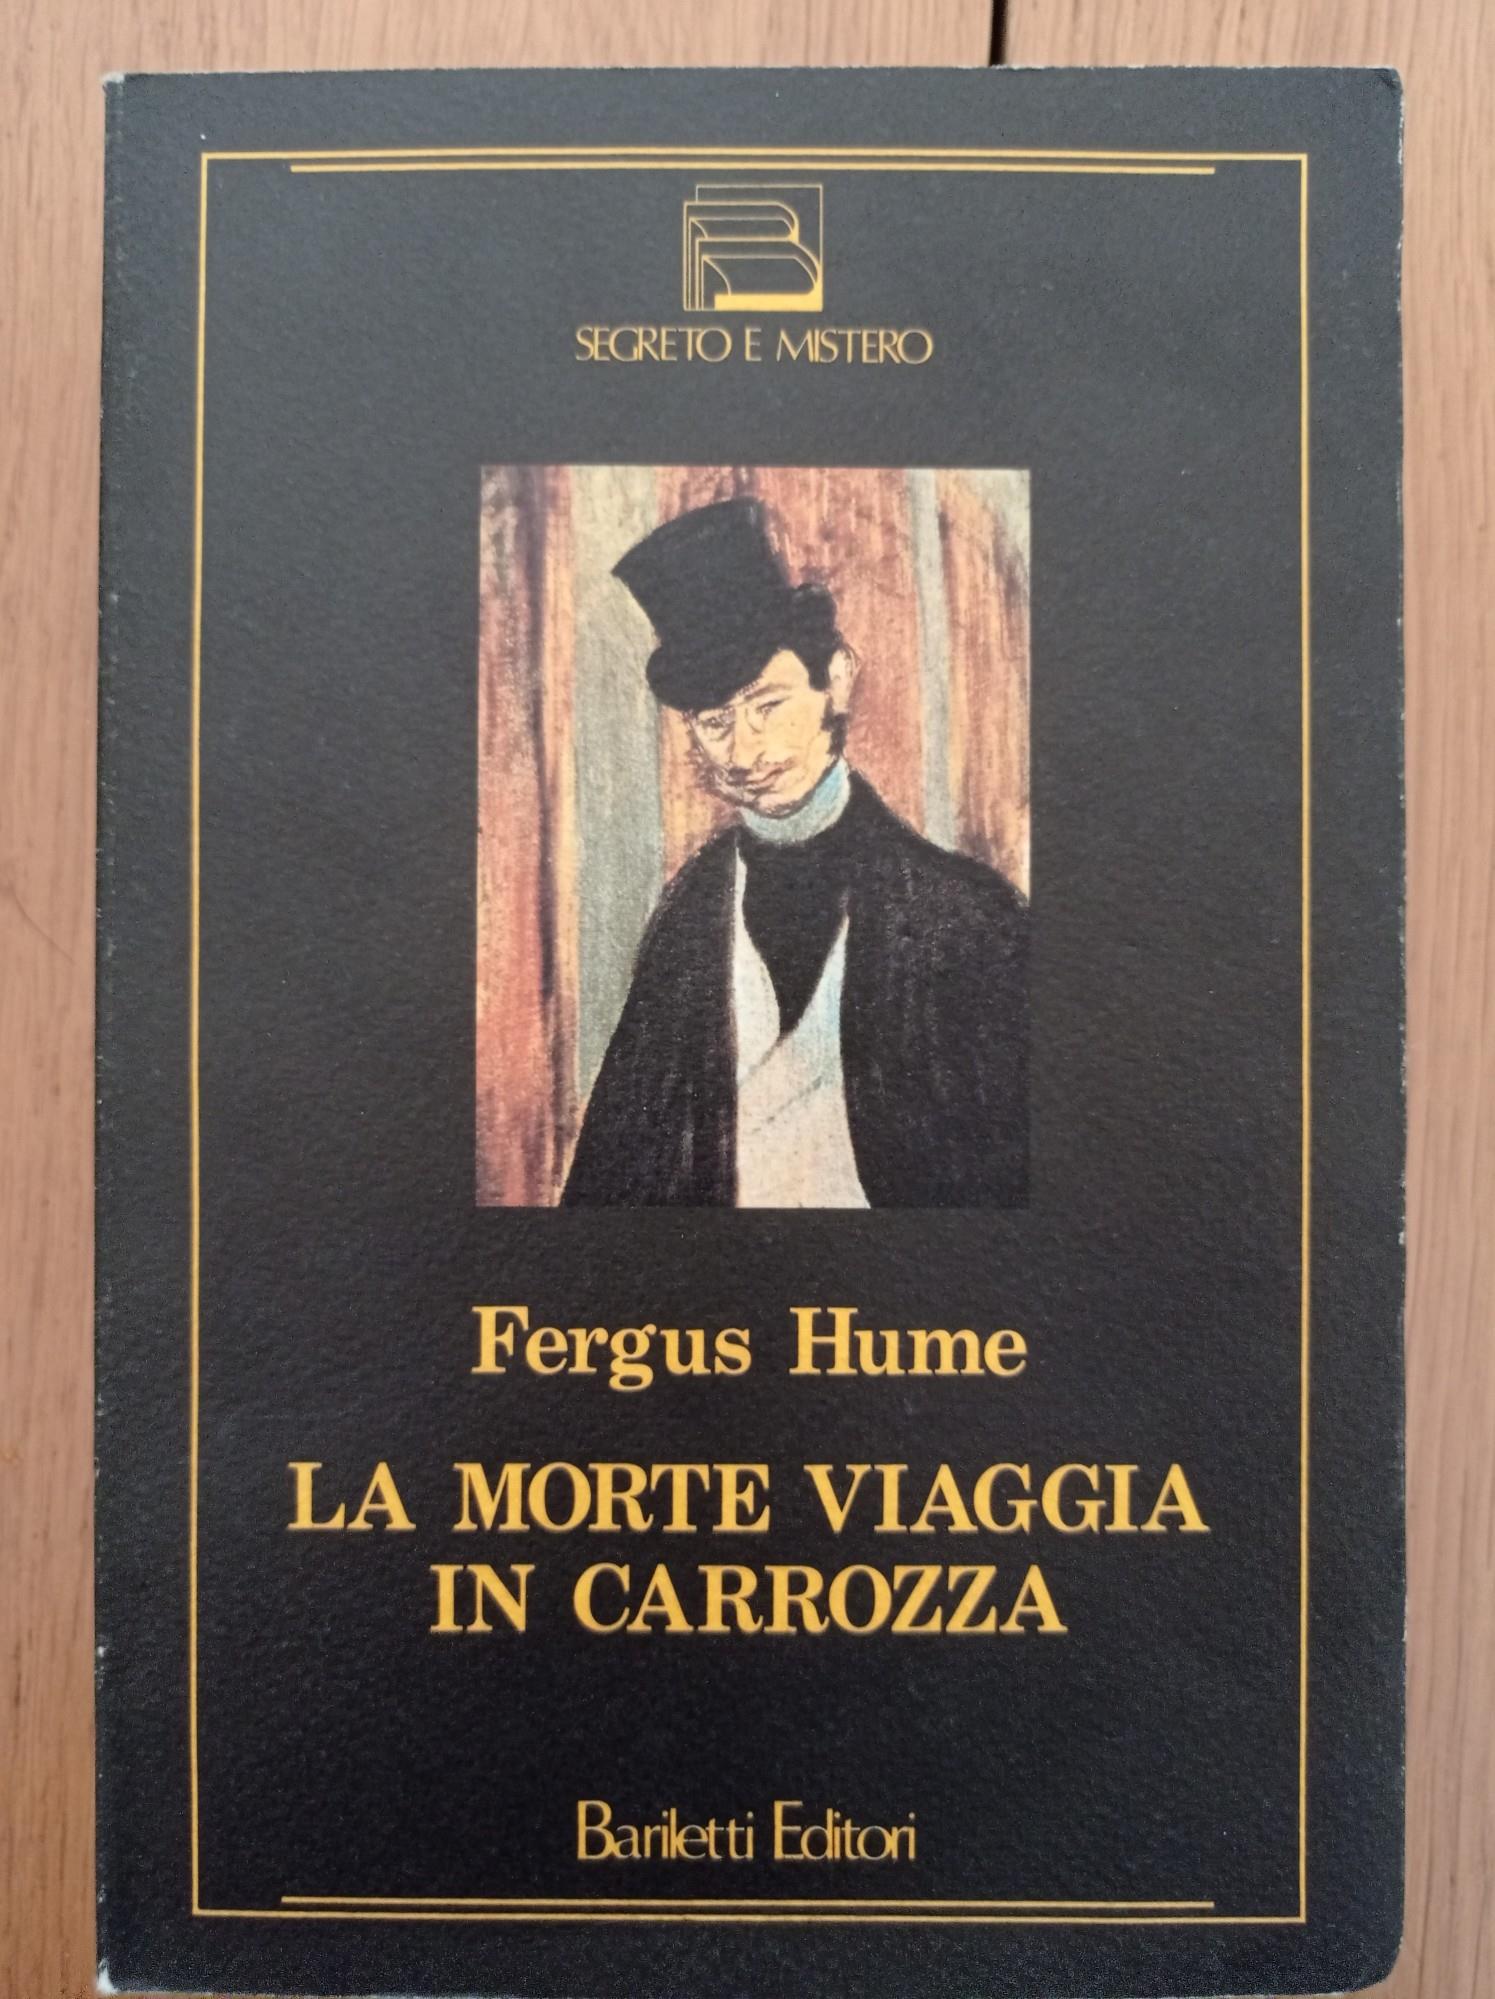 SEGRETO E MISTERO
Fergus Hume
LA MORTE VIAGGIA
IN CARROZZA
Bariletti Editori